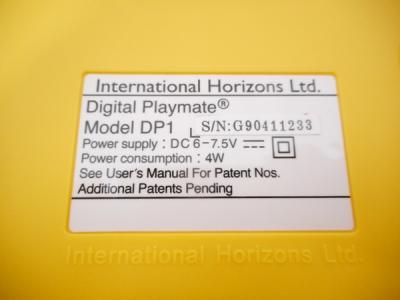 International Horizons Ltd.
Digital Playmate®
Model DP1 S/N:G90411233
Power supply : DC 6-7.5V
Power consumption : 4W
See User's Manual For Patent Nos.
Additional Patents Pending
International Horizons Ltd.